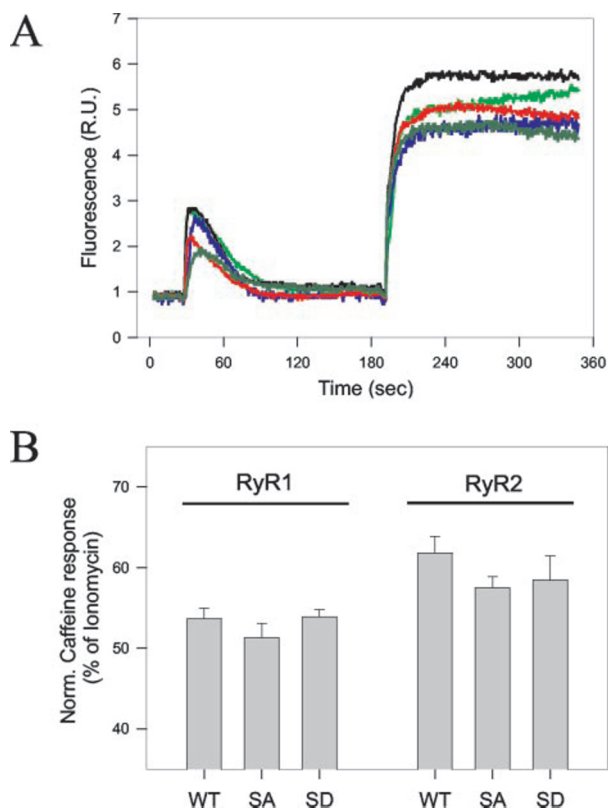 A
Fluorescence (R.U.)
7
6
5
4
3
2
1
0
0 60 120 180 240 300 360
Time (sec)
B
Norm. Caffeine response
(% of Ionomycin)
70
60
50
40
RyR1 RyR2
WT SA SD WT SA SD